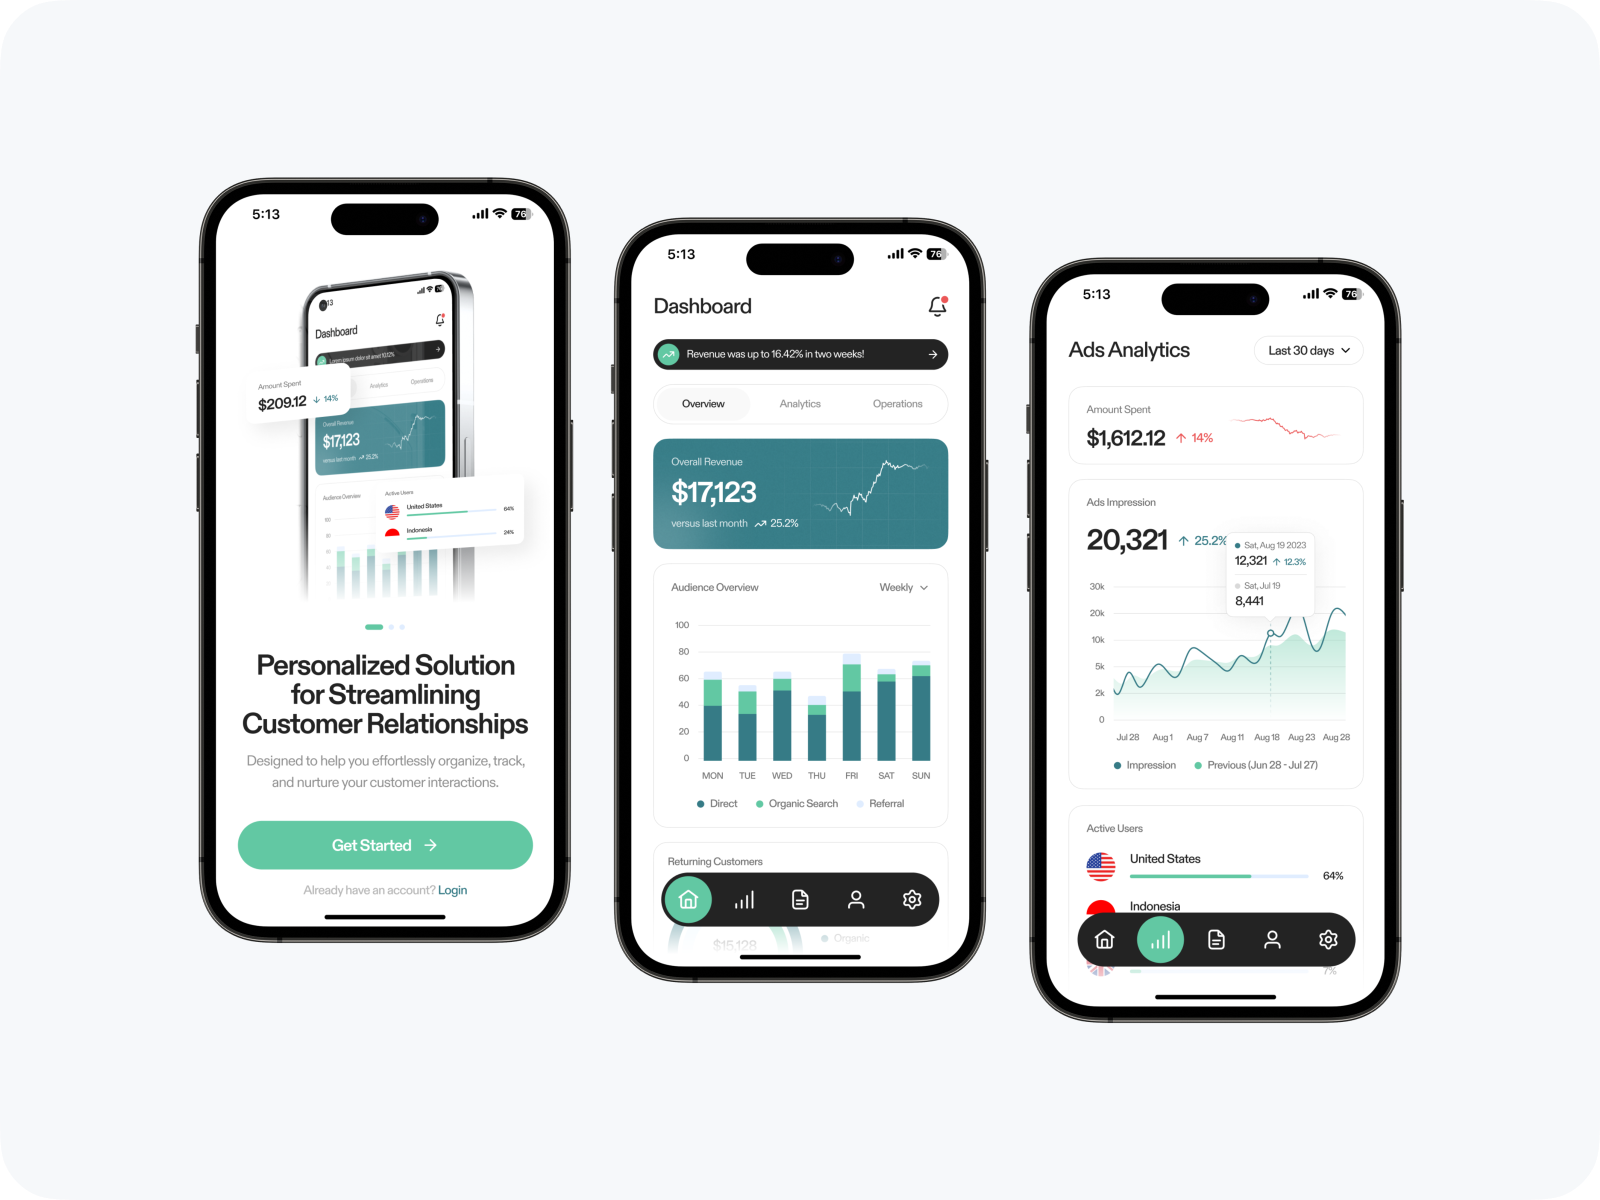 5:13
76
13
Dashboard
Lorem ipsum dolor sit amet 1012%
Amount Spent
$209.12 14%
Analytics
Operations
Overall Revenue
$17,123
versus last month 25.2%
Audience Overview
Active Users
United States
64%
Indonesia
24%
100
80
60
40
20
Personalized Solution
for Streamlining
Customer Relationships
Designed to help you effortlessly organize, track,
and nurture your customer interactions.
Get Started
Already have an account? Login
5:13
76
Dashboard
Revenue was up to 16.42% in two weeks!
Overview
Analytics
Operations
Overall Revenue
$17,123
versus last month 25.2%
Audience Overview
Weekly
100
80
60
40
20
0
MON TUE WED THU FRI SAT SUN
Direct Organic Search Referral
Returning Customers
$15,128
Organic
5:13
76
Ads Analytics
Last 30 days
Amount Spent
$1,612.12 14%
Ads Impression
20,321 25.2%
Sat, Aug 19 2023
12,321 12.3%
Sat, Jul 19
8,441
30k
20k
10k
5k
2k
0
Jul 28 Aug 1 Aug 7 Aug 11 Aug 18 Aug 23 Aug 28
Impression Previous (Jun 28 - Jul 27)
Active Users
United States
64%
Indonesia
7%